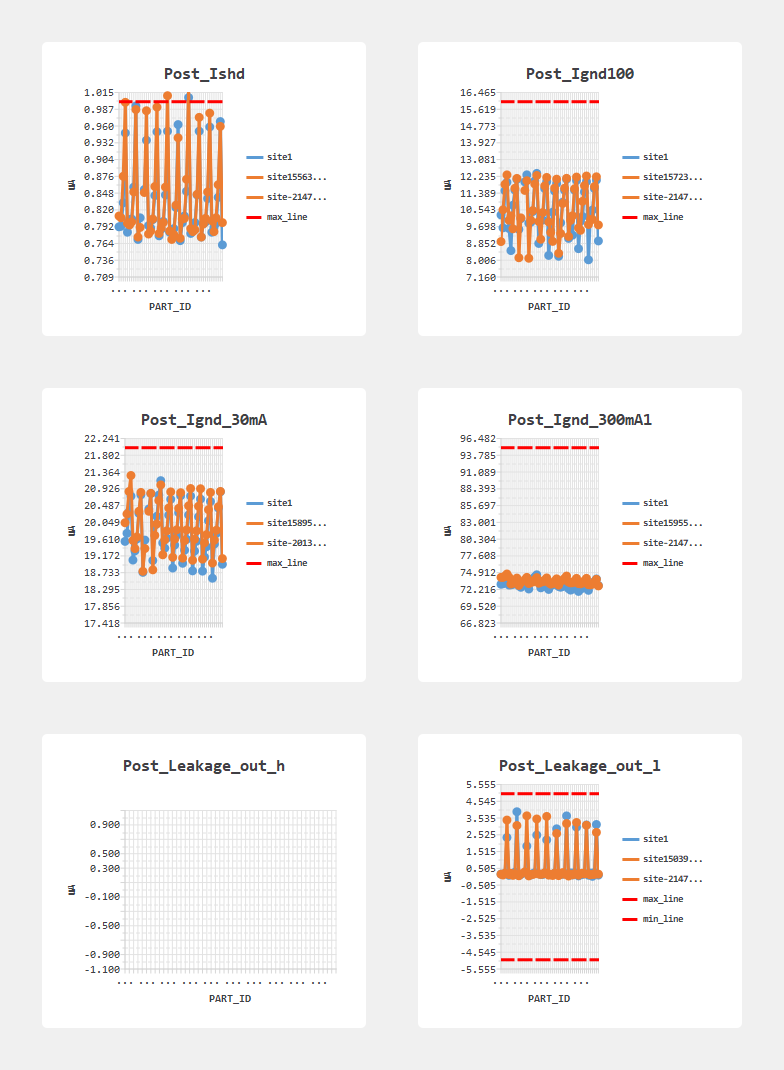 Post_Ishd
1.015
0.987
0.960
0.932
0.904
0.876
0.848
0.820
0.792
0.764
0.736
0.709
uA
... ... ... ... ...
PART_ID
site1
site15563...
site-2147...
max_line
Post_Ignd100
16.465
15.619
14.773
13.927
13.081
12.235
11.389
10.543
9.698
8.852
8.006
7.160
uA
... ... ... ... ...
PART_ID
site1
site15723...
site-2147...
max_line
Post_Ignd_30mA
22.241
21.802
21.364
20.926
20.487
20.049
19.610
19.172
18.733
18.295
17.856
17.418
uA
... ... ... ... ...
PART_ID
site1
site15895...
site-2013...
max_line
Post_Ignd_300mA1
96.482
93.785
91.089
88.393
85.697
83.001
80.304
77.608
74.912
72.216
69.520
66.823
uA
... ... ... ... ...
PART_ID
site1
site15955...
site-2147...
max_line
Post_Leakage_out_h
0.900
0.500
0.300
-0.100
-0.500
-0.900
-1.100
uA
... ... ... ... ... ... ... ... ... ...
PART_ID
Post_Leakage_out_l
5.555
4.545
3.535
2.525
1.515
0.505
-0.505
-1.515
-2.525
-3.535
-4.545
-5.555
uA
... ... ... ... ...
PART_ID
site1
site15039...
site-2147...
max_line
min_line